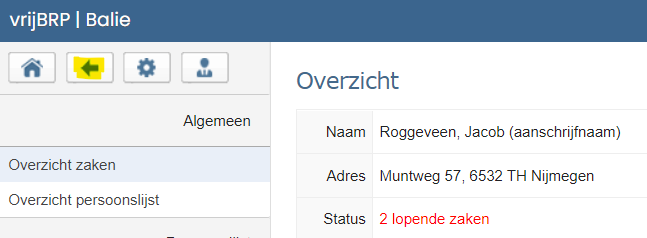 vrijBRP | Balie
Overzicht
Algemeen
Naam Roggeveen, Jacob (aanschrijfnaam)
Overzicht zaken
Adres Muntweg 57, 6532 TH Nijmegen
Overzicht persoonslijst
Status 2 lopende zaken